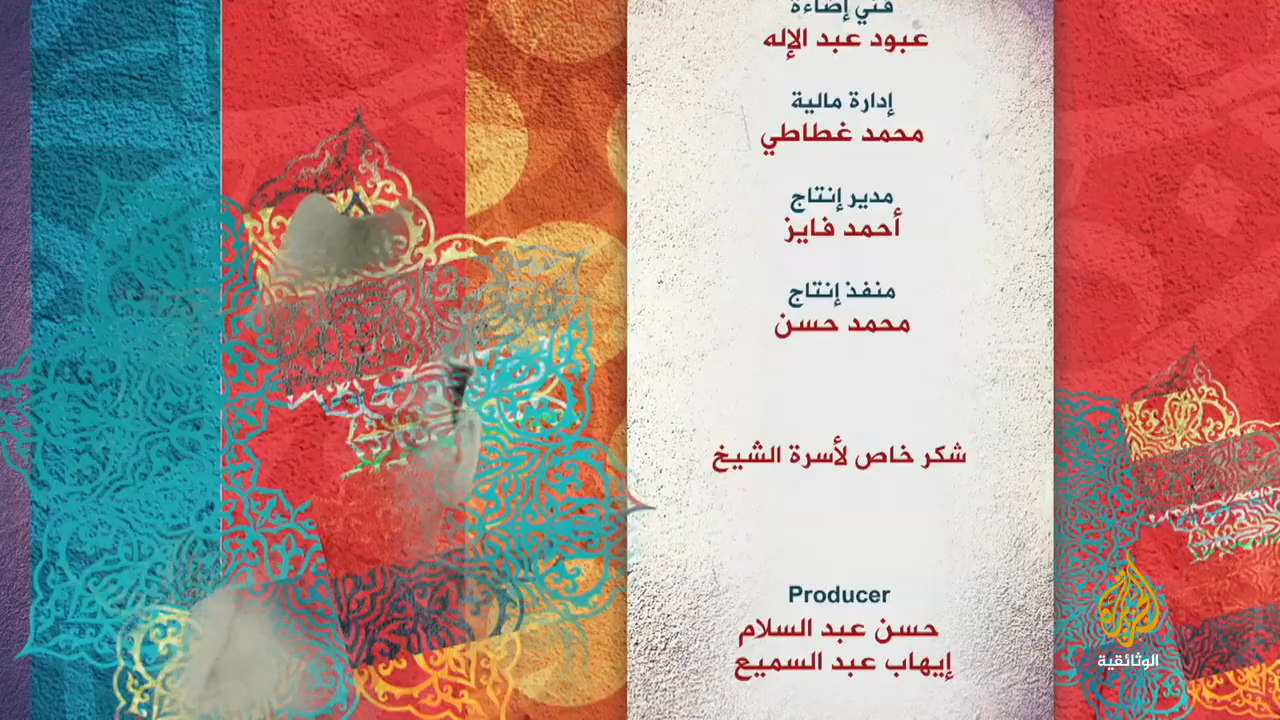 فني إضاءة
عبود عبد الإله
إدارة مالية
محمد غطاطي
مدير إنتاج
أحمد فايز
منفذ إنتاج
محمد حسن
شكر خاص لأسرة الشيخ
Producer
حسن عبد السلام
إيهاب عبد السميع
الوثائقية